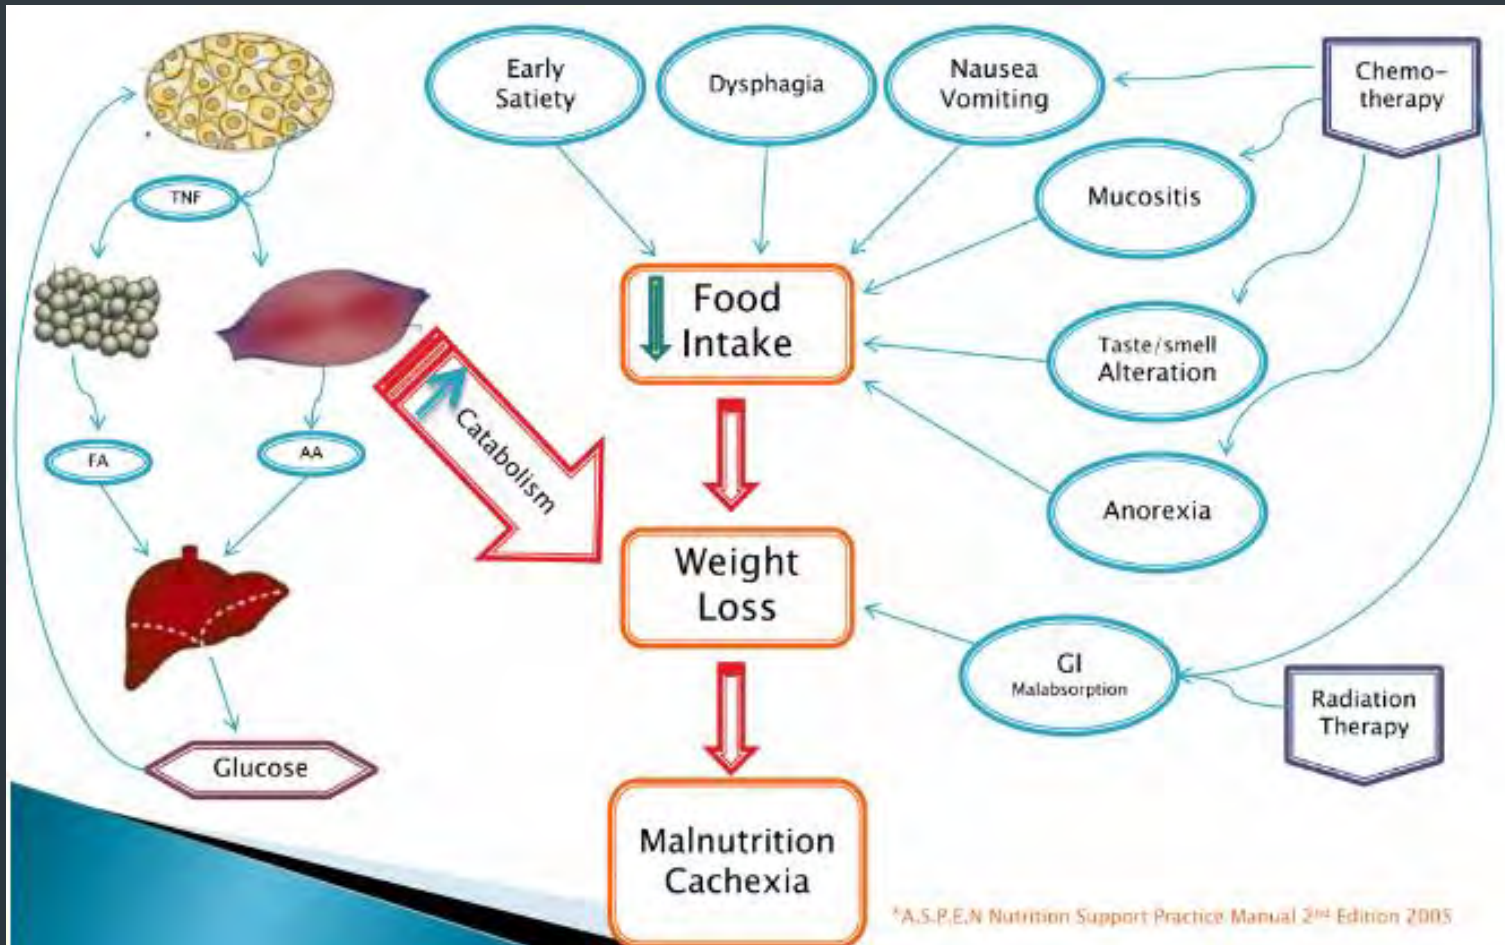 Early
Satiety
Dysphagia
Nausea
Vomiting
Chemo-
therapy
TNF
Mucositis
Food
Intake
Taste/smell
Alteration
Catabolism
FA
AA
Anorexia
Weight
Loss
GI
Malabsorption
Radiation
Therapy
Glucose
Malnutrition
Cachexia
*A.S.P.E.N Nutrition Support Practice Manual 2nd Edition 2005